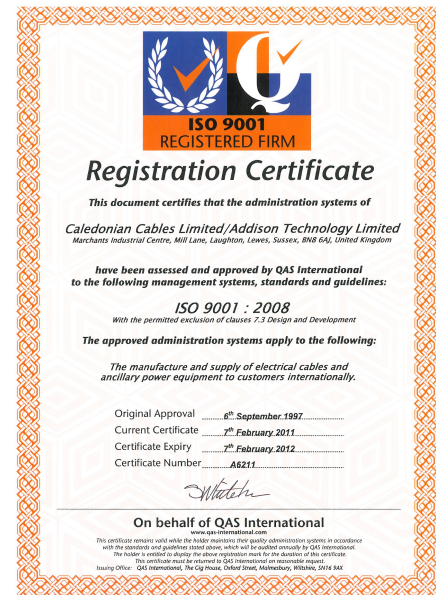 ISO 9001
REGISTERED FIRM
Registration Certificate
This document certifies that the administration systems of
Caledonian Cables Limited/Addison Technology Limited
Marchants Industrial Centre, Mill Lane, Laughton, Lewes, Sussex, BN8 6AJ, United Kingdom
have been assessed and approved by QAS International
to the following management systems, standards and guidelines:
ISO 9001 : 2008
With the permitted exclusion of clauses 7.3 Design and Development
The approved administration systems apply to the following:
The manufacture and supply of electrical cables and
ancillary power equipment to customers internationally.
Original Approval 6th September 1997
Current Certificate 7th February 2011
Certificate Expiry 7th February 2012
Certificate Number A6211
On behalf of QAS International
www.qas-international.com
This certificate remains valid while the holder maintains their quality administration systems in accordance
with the standards and guidelines stated above, which will be audited annually by QAS International.
The holder is entitled to display the above registration mark for the duration of this certificate.
This certificate must be returned to QAS International on reasonable request.
Issuing Office: QAS International, The Gig House, Oxford Street, Malmesbury, Wiltshire, SN16 9AX